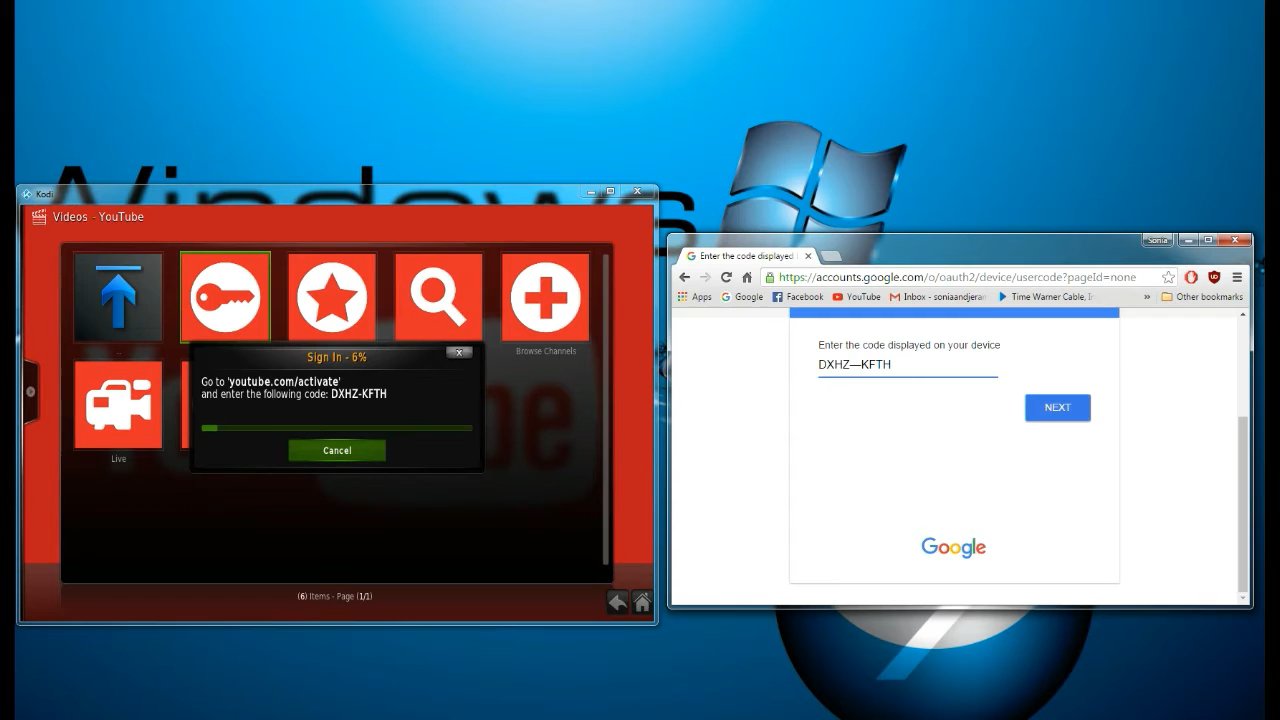 Windows
Kodi
Videos - YouTube
..
Browse Channels
Sign In - 6%
Go to 'youtube.com/activate'
and enter the following code: DXHZ-KFTH
Cancel
Live
(6) Items - Page (1/1)
Sonia
Enter the code displayed
https://accounts.google.com/o/oauth2/device/usercode?pageId=none
Apps
Google
Facebook
YouTube
Inbox - soniaandjeran
Time Warner Cable, In
»
Other bookmarks
Enter the code displayed on your device
DXHZ—KFTH
NEXT
Google